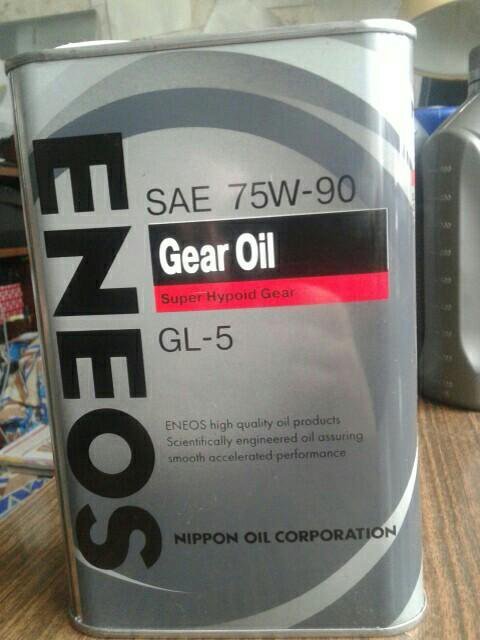 ENEOS
SAE 75W-90
Gear Oil
Super Hypoid Gear
GL-5
ENEOS high quality oil products
Scientifically engineered oil assuring
smooth accelerated performance
NIPPON OIL CORPORATION